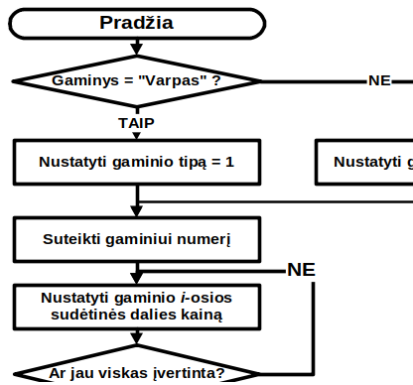 Pradžia
Gaminys = "Varpas" ?
NE
TAIP
Nustatyti gaminio tipą = 1
Nustatyti
Suteikti gaminiui numerį
NE
Nustatyti gaminio i-osios
sudėtinės dalies kainą
Ar jau viskas įvertinta?